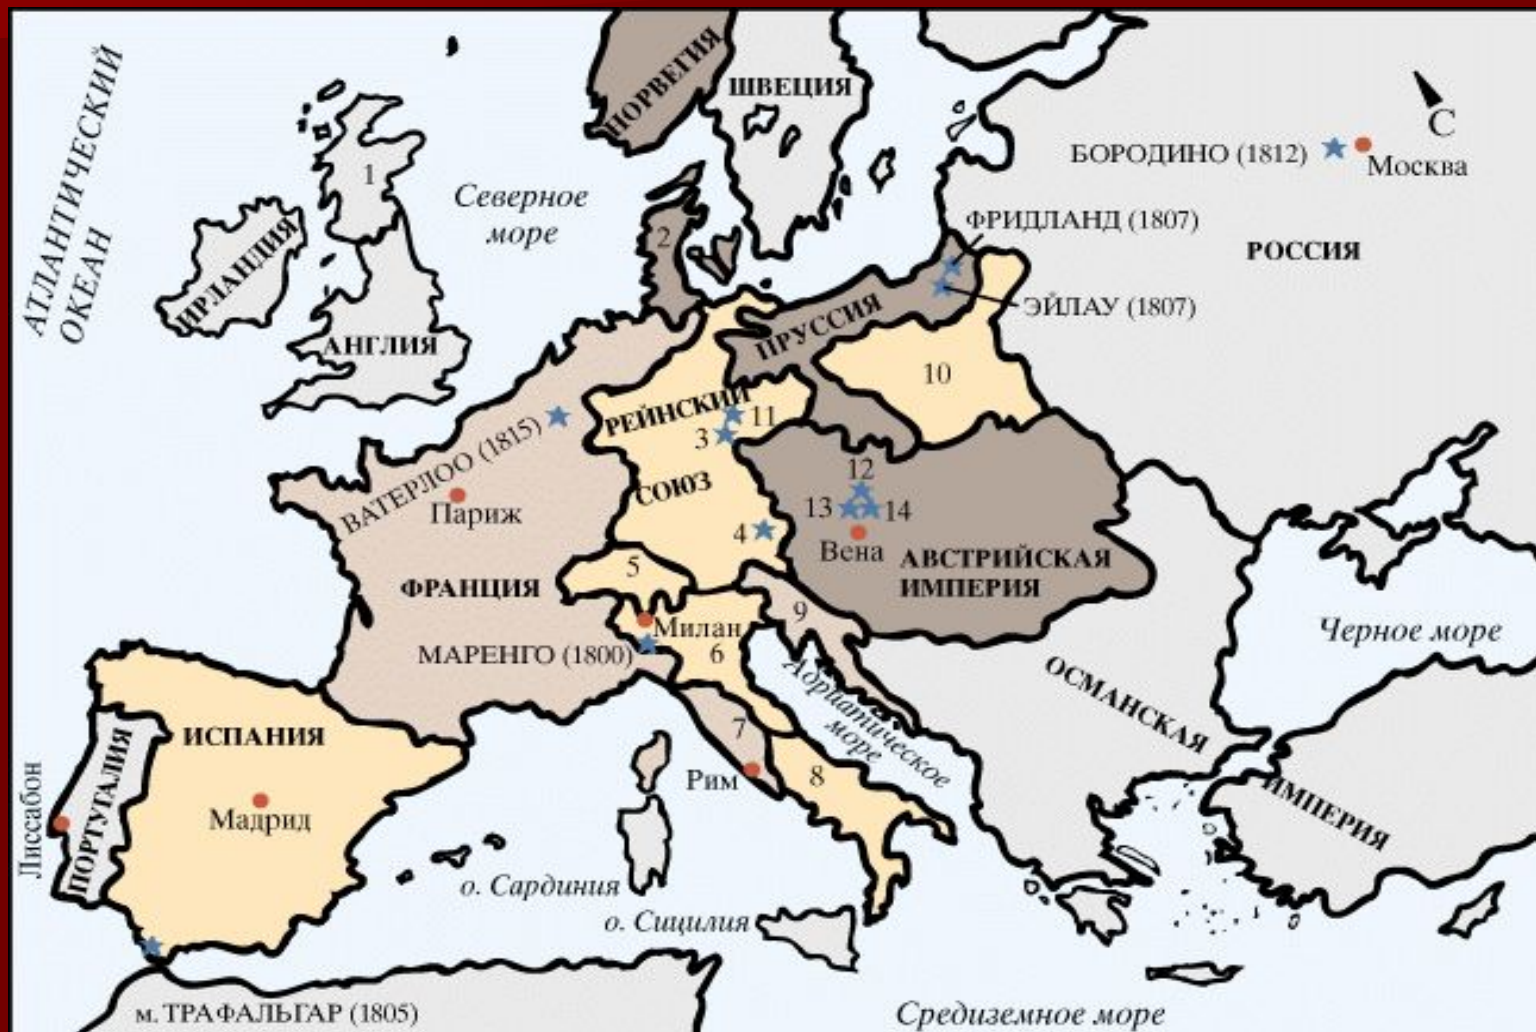 АТЛАНТИЧЕСКИЙ
ОКЕАН
НОРВЕГИЯ
ШВЕЦИЯ
С
БОРОДИНО (1812)
Москва
1
Северное
море
ИРЛАНДИЯ
2
ФРИДЛАНД (1807)
РОССИЯ
ЭЙЛАУ (1807)
АНГЛИЯ
ПРУССИЯ
10
РЕЙНСКИЙ
СОЮЗ
11
3
ВАТЕРЛОО (1815)
Париж
12
13
14
4
Вена
АВСТРИЙСКАЯ
ИМПЕРИЯ
5
ФРАНЦИЯ
9
Милан
МАРЕНГО (1800)
6
Черное море
Адриатическое
море
ОСМАНСКАЯ
ИМПЕРИЯ
ИСПАНИЯ
7
Рим
8
Лиссабон
ПОРТУГАЛИЯ
Мадрид
о. Сардиния
о. Сицилия
м. ТРАФАЛЬГАР (1805)
Средиземное море